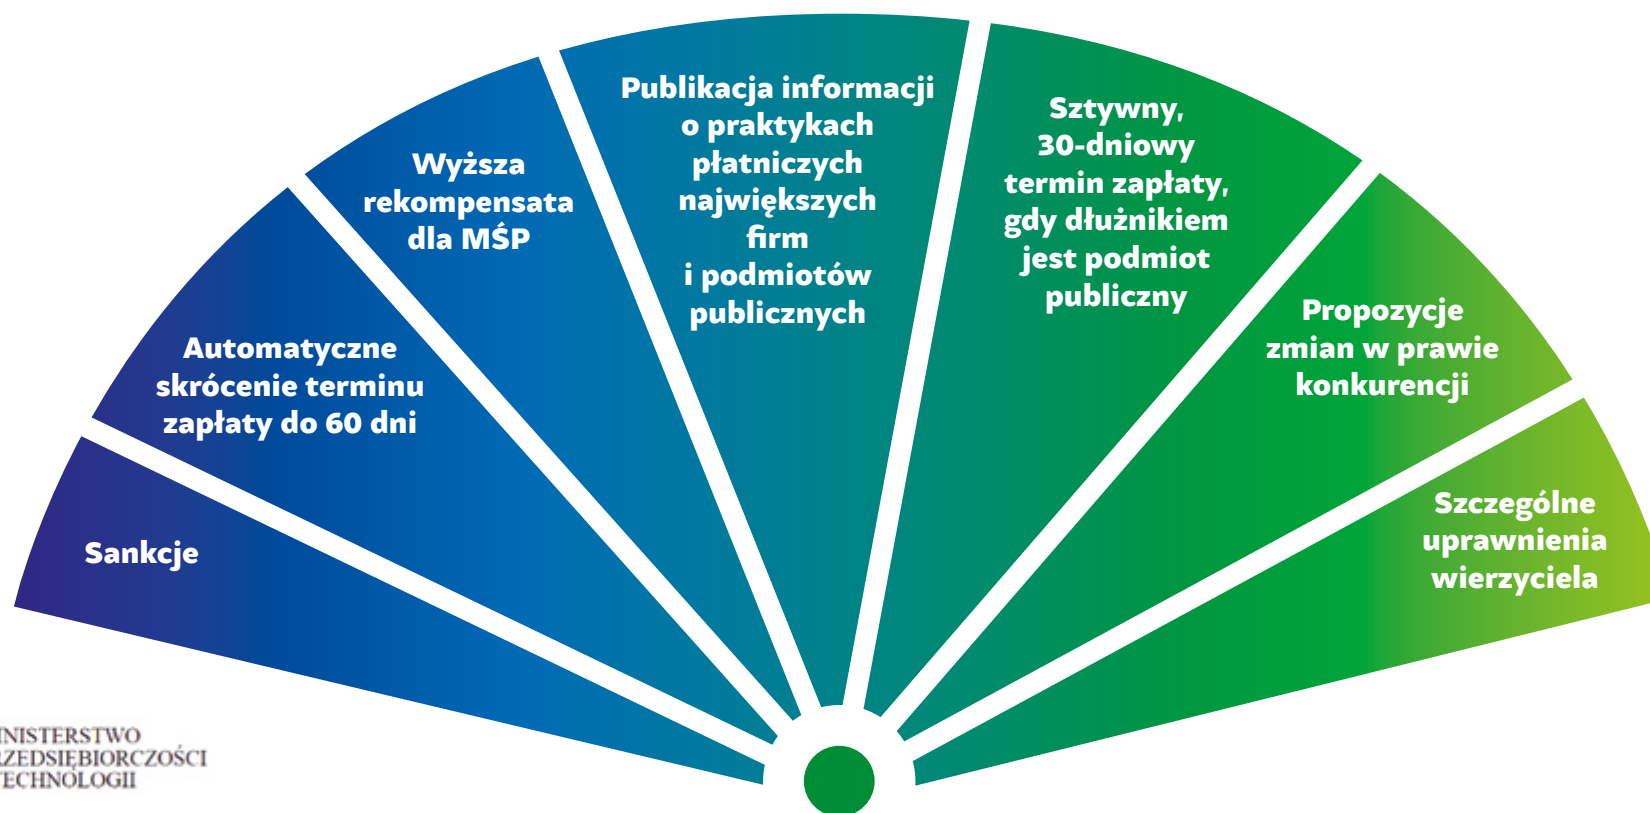 Sankcje
Automatyczne
skrócenie terminu
zapłaty do 60 dni
Wyższa
rekompensata
dla MŚP
Publikacja informacji
o praktykach
płatniczych
największych
firm
i podmiotów
publicznych
Sztywny,
30-dniowy
termin zapłaty,
gdy dłużnikiem
jest podmiot
publiczny
Propozycje
zmian w prawie
konkurencji
Szczególne
uprawnienia
wierzyciela
INISTERSTWO
RZEDSIĘBIORCZOŚCI
TECHNOLOGII